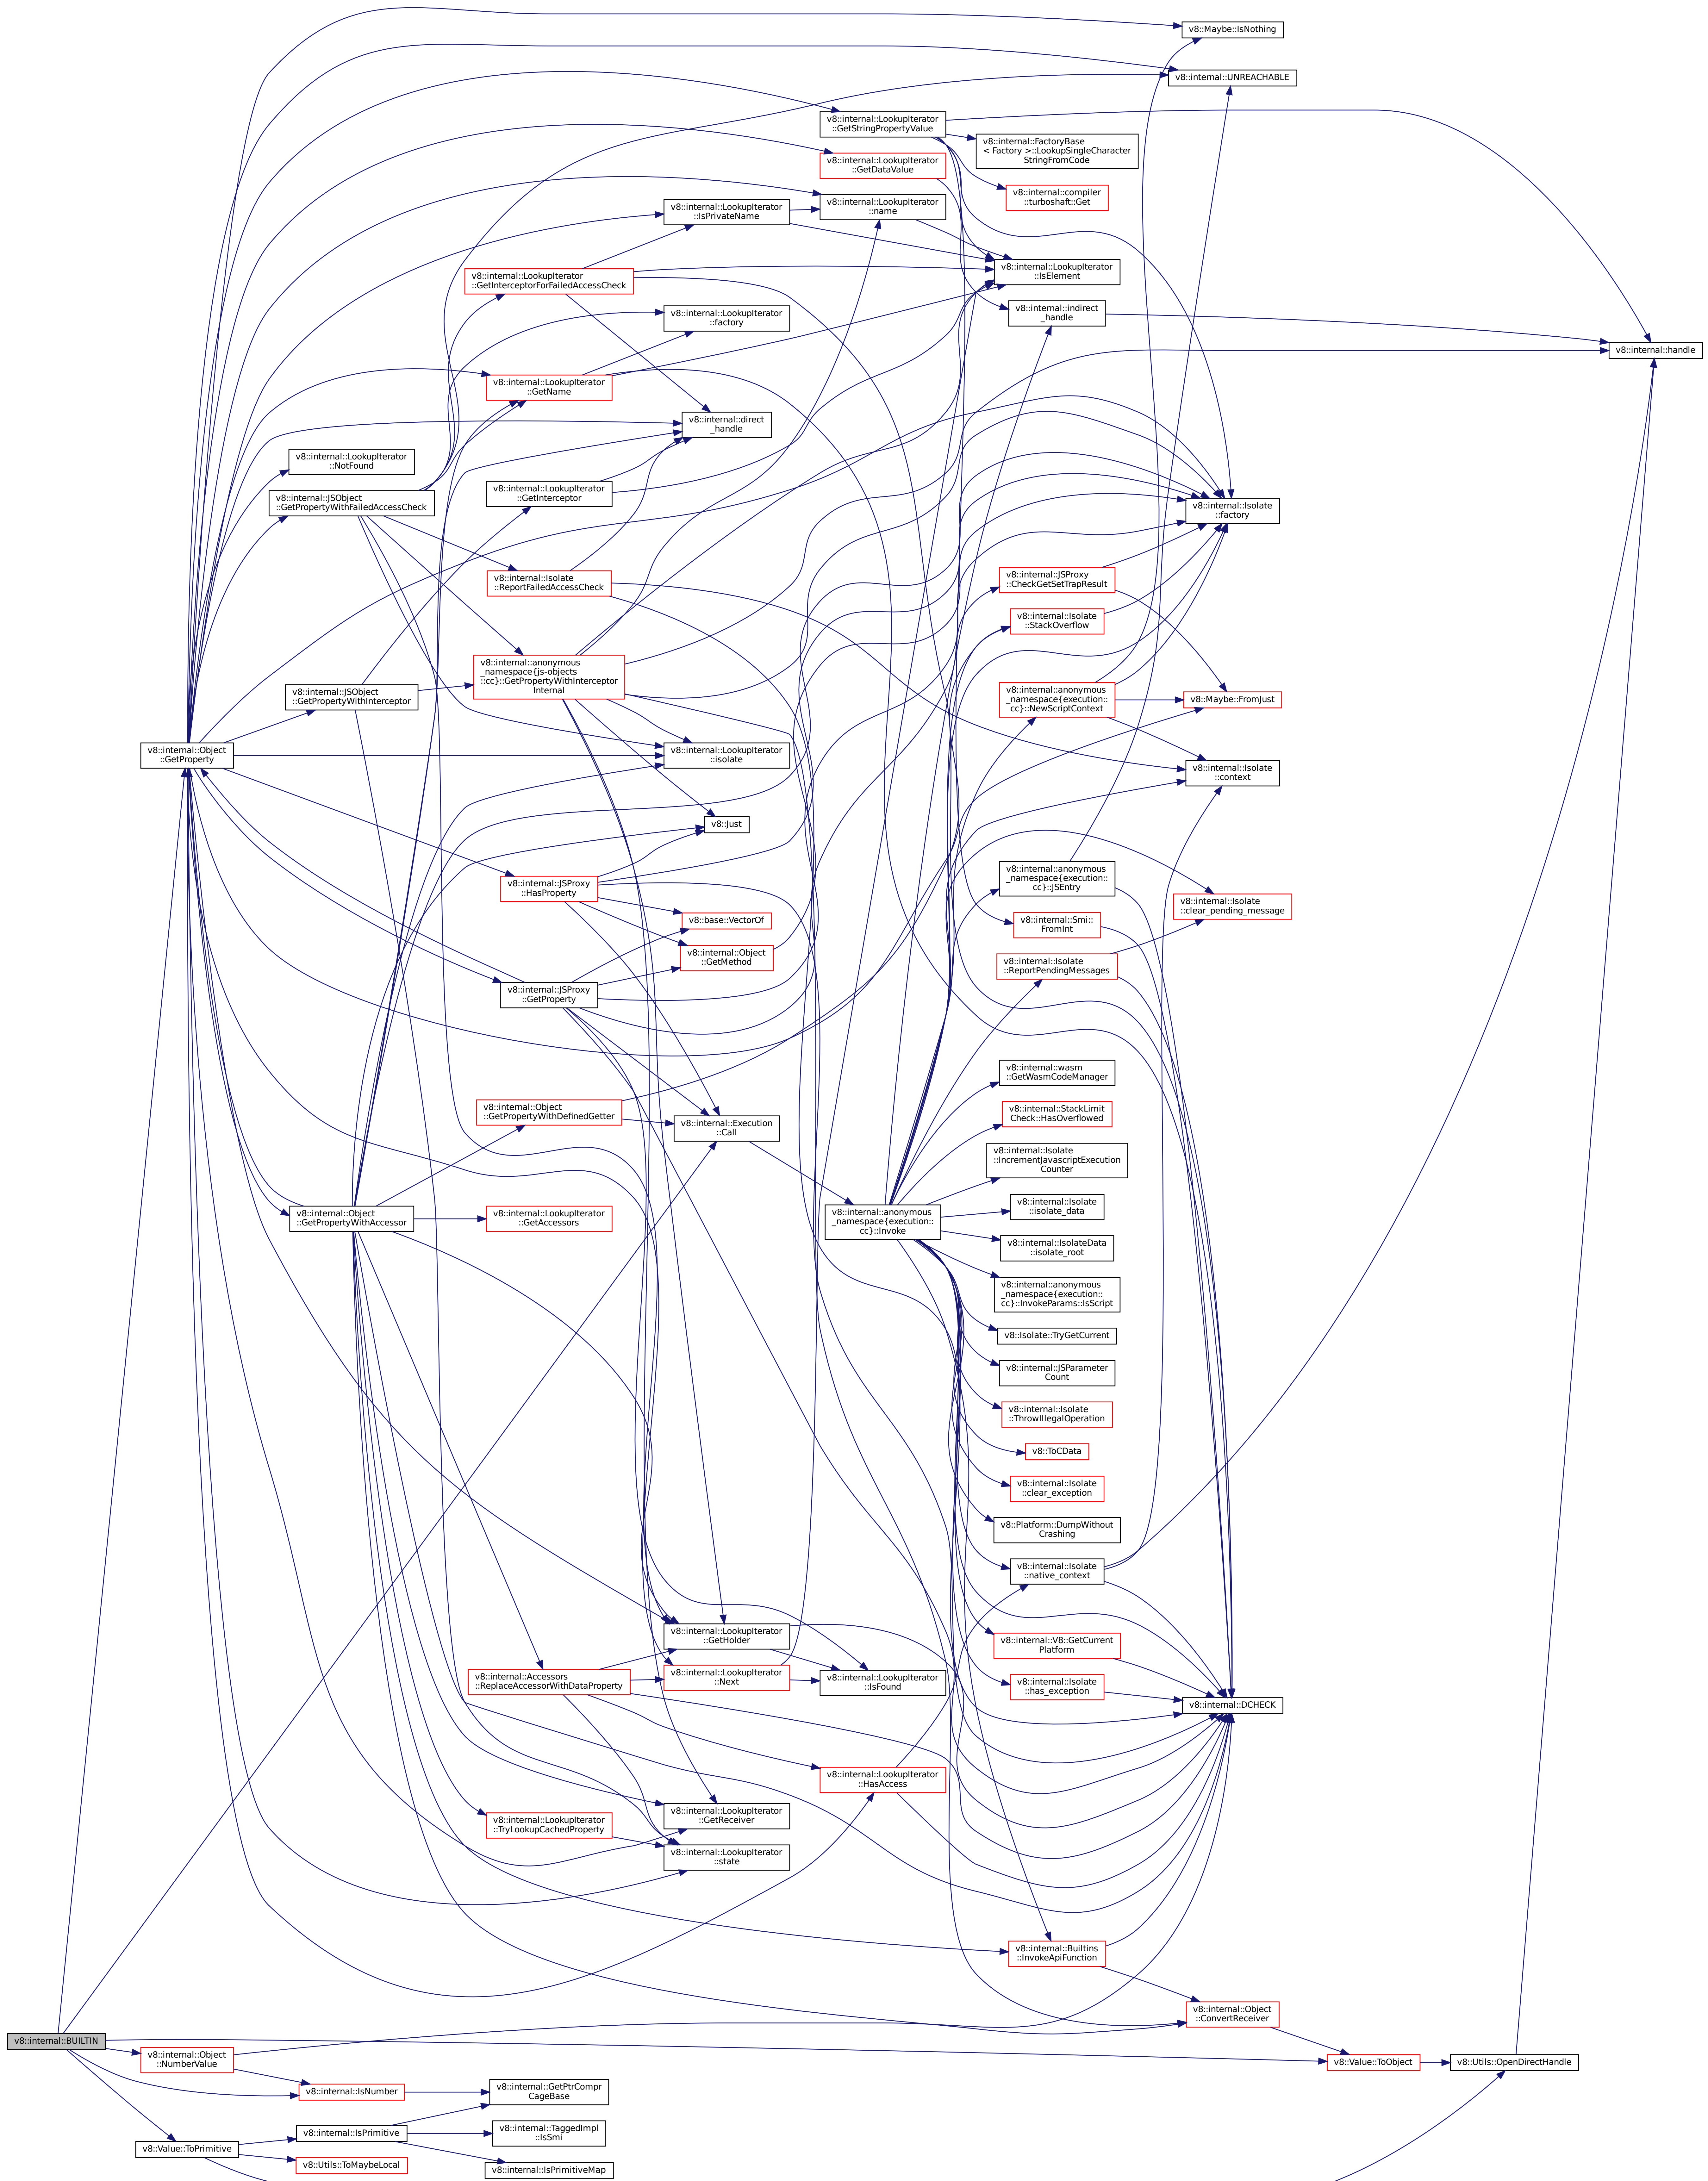 v8::Maybe::IsNothing
v8::internal::UNREACHABLE
v8::internal::LookupIterator
::GetStringPropertyValue
v8::internal::FactoryBase
< Factory >::LookupSingleCharacter
StringFromCode
v8::internal::LookupIterator
::GetDataValue
v8::internal::compiler
::turboshaft::Get
v8::internal::LookupIterator
::IsPrivateName
v8::internal::LookupIterator
::name
v8::internal::LookupIterator
::GetInterceptorForFailedAccessCheck
v8::internal::LookupIterator
::IsElement
v8::internal::LookupIterator
::factory
v8::internal::indirect
_handle
v8::internal::handle
v8::internal::LookupIterator
::GetName
v8::internal::direct
_handle
v8::internal::LookupIterator
::NotFound
v8::internal::JSObject
::GetPropertyWithFailedAccessCheck
v8::internal::LookupIterator
::GetInterceptor
v8::internal::Isolate
::factory
v8::internal::Isolate
::ReportFailedAccessCheck
v8::internal::JSProxy
::CheckGetSetTrapResult
v8::internal::Isolate
::StackOverflow
v8::internal::JSObject
::GetPropertyWithInterceptor
v8::internal::anonymous
_namespace{js-objects
::cc}::GetPropertyWithInterceptor
Internal
v8::internal::anonymous
_namespace{execution::
cc}::NewScriptContext
v8::Maybe::FromJust
v8::internal::Object
::GetProperty
v8::internal::LookupIterator
::isolate
v8::internal::Isolate
::context
v8::Just
v8::internal::JSProxy
::HasProperty
v8::internal::anonymous
_namespace{execution::
cc}::JSEntry
v8::internal::Isolate
::clear_pending_message
v8::base::VectorOf
v8::internal::Smi::
FromInt
v8::internal::Object
::GetMethod
v8::internal::Isolate
::ReportPendingMessages
v8::internal::JSProxy
::GetProperty
v8::internal::wasm
::GetWasmCodeManager
v8::internal::Object
::GetPropertyWithDefinedGetter
v8::internal::Execution
::Call
v8::internal::StackLimit
Check::HasOverflowed
v8::internal::Isolate
::IncrementJavascriptExecution
Counter
v8::internal::Object
::GetPropertyWithAccessor
v8::internal::LookupIterator
::GetAccessors
v8::internal::anonymous
_namespace{execution::
cc}::Invoke
v8::internal::Isolate
::isolate_data
v8::internal::IsolateData
::isolate_root
v8::internal::anonymous
_namespace{execution::
cc}::InvokeParams::IsScript
v8::Isolate::TryGetCurrent
v8::internal::JSParameter
Count
v8::internal::Isolate
::ThrowIllegalOperation
v8::ToCData
v8::internal::Isolate
::clear_exception
v8::Platform::DumpWithout
Crashing
v8::internal::Isolate
::native_context
v8::internal::LookupIterator
::GetHolder
v8::internal::V8::GetCurrent
Platform
v8::internal::Accessors
::ReplaceAccessorWithDataProperty
v8::internal::LookupIterator
::Next
v8::internal::LookupIterator
::IsFound
v8::internal::Isolate
::has_exception
v8::internal::DCHECK
v8::internal::LookupIterator
::HasAccess
v8::internal::LookupIterator
::TryLookupCachedProperty
v8::internal::LookupIterator
::GetReceiver
v8::internal::LookupIterator
::state
v8::internal::Builtins
::InvokeApiFunction
v8::internal::Object
::ConvertReceiver
v8::internal::BUILTIN
v8::internal::Object
::NumberValue
v8::Value::ToObject
v8::Utils::OpenDirectHandle
v8::internal::IsNumber
v8::internal::GetPtrCompr
CageBase
v8::Value::ToPrimitive
v8::internal::IsPrimitive
v8::internal::TaggedImpl
::IsSmi
v8::Utils::ToMaybeLocal
v8::internal::IsPrimitiveMap